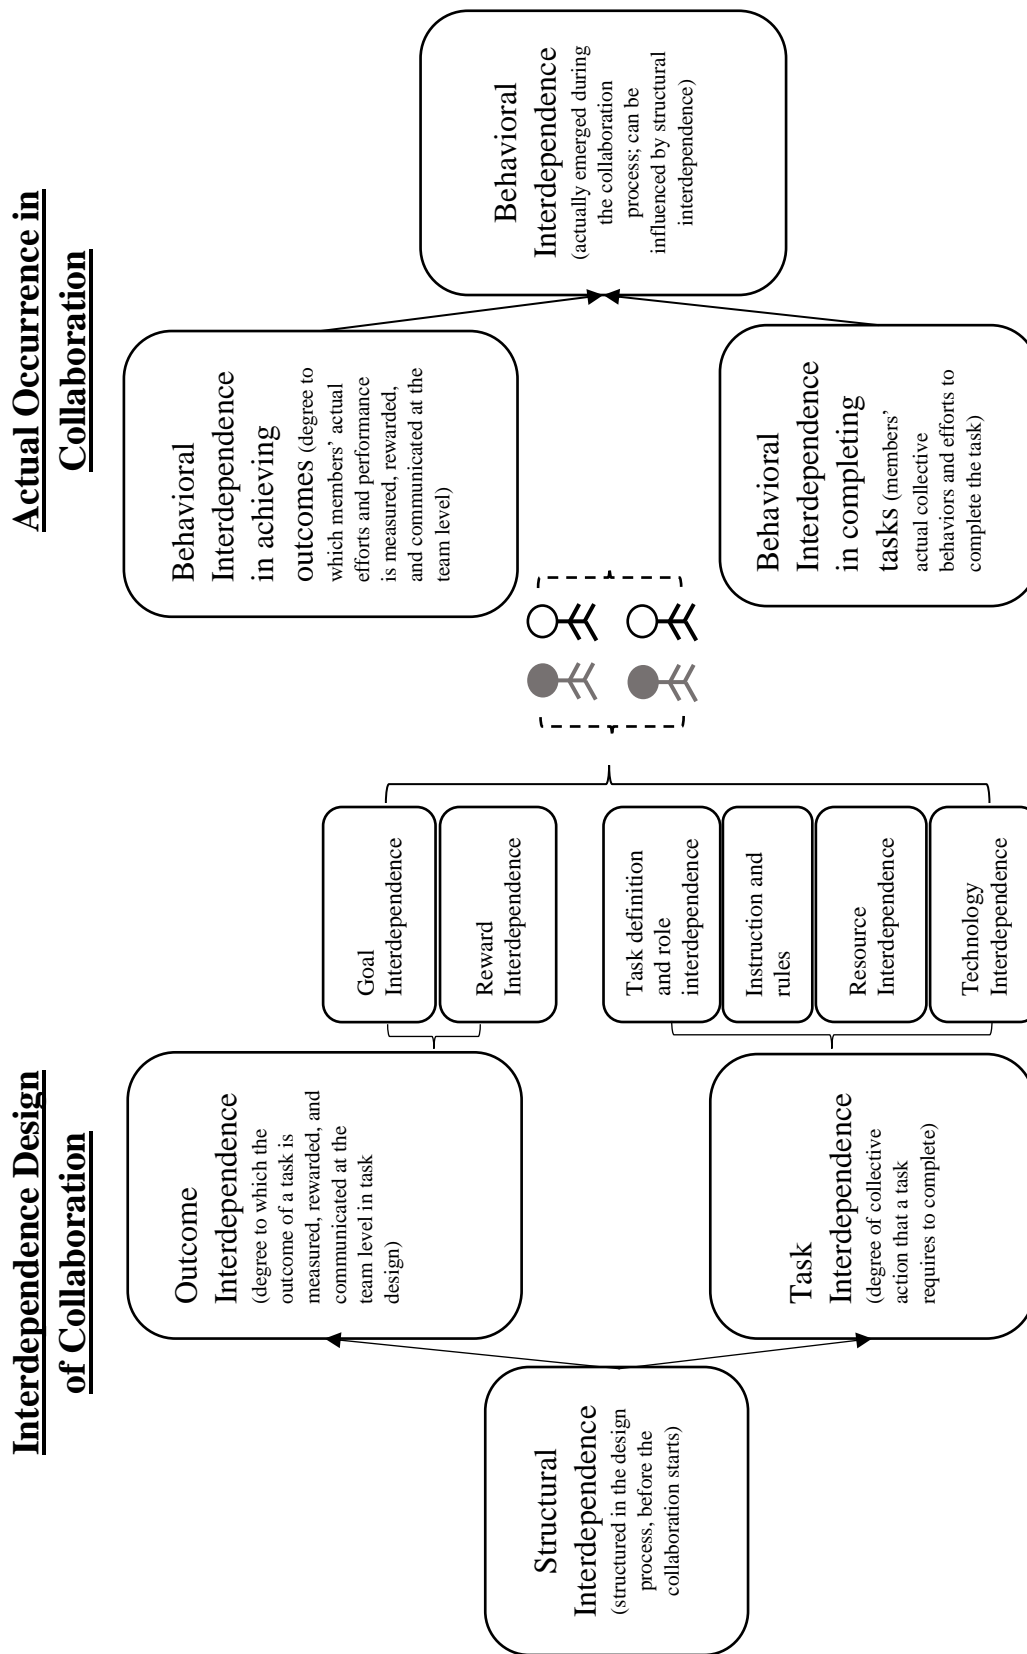 Interdependence Design
of Collaboration
Actual Occurrence in
Collaboration
Structural
Interdependence
(structured in the design
process, before the
collaboration starts)
Outcome
Interdependence
(degree to which the
outcome of a task is
measured, rewarded, and
communicated at the
team level in task
design)
Task
Interdependence
(degree of collective
action that a task
requires to complete)
Goal
Interdependence
Reward
Interdependence
Task definition
and role
interdependence
Instruction and
rules
Resource
Interdependence
Technology
Interdependence
Behavioral
Interdependence
in achieving
outcomes (degree to
which members’ actual
efforts and performance
is measured, rewarded,
and communicated at the
team level)
Behavioral
Interdependence
in completing
tasks (members’
actual collective
behaviors and efforts to
complete the task)
Behavioral
Interdependence
(actually emerged during
the collaboration
process; can be
influenced by structural
interdependence)